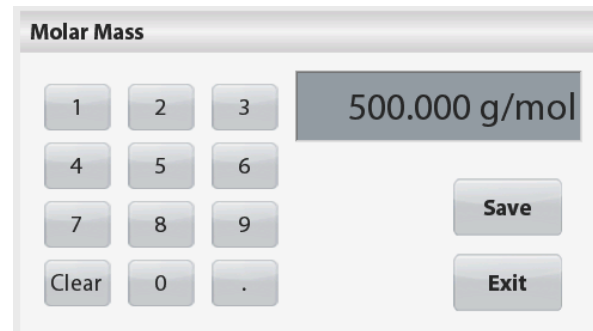 Molar Mass
500.000 g/mol
1 2 3
4 5 6
7 8 9
Clear 0 .
Save
Exit